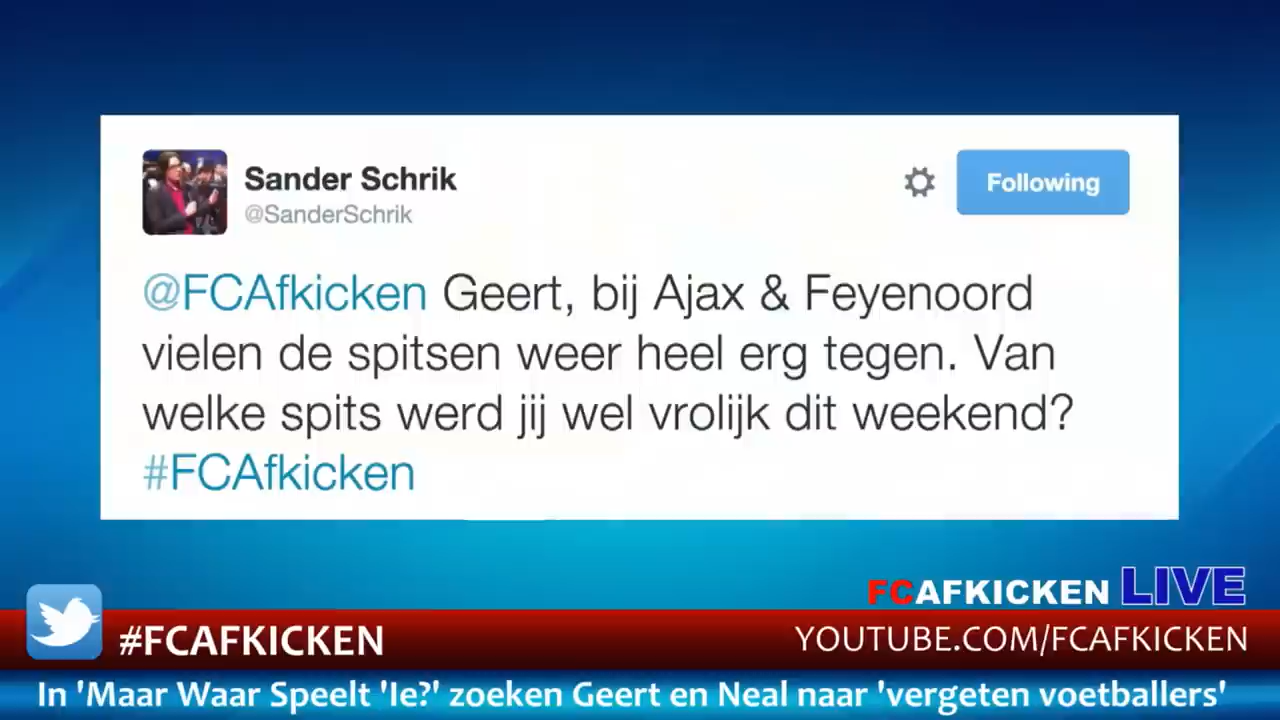 Sander Schrik
@SanderSchrik
Following
@FCAfkicken Geert, bij Ajax & Feyenoord
vielen de spitsen weer heel erg tegen. Van
welke spits werd jij wel vrolijk dit weekend?
#FCAfkicken
FCAFKICKEN LIVE
#FCAFKICKEN
YOUTUBE.COM/FCAFKICKEN
In 'Maar Waar Speelt 'Ie?' zoeken Geert en Neal naar 'vergeten voetballers'